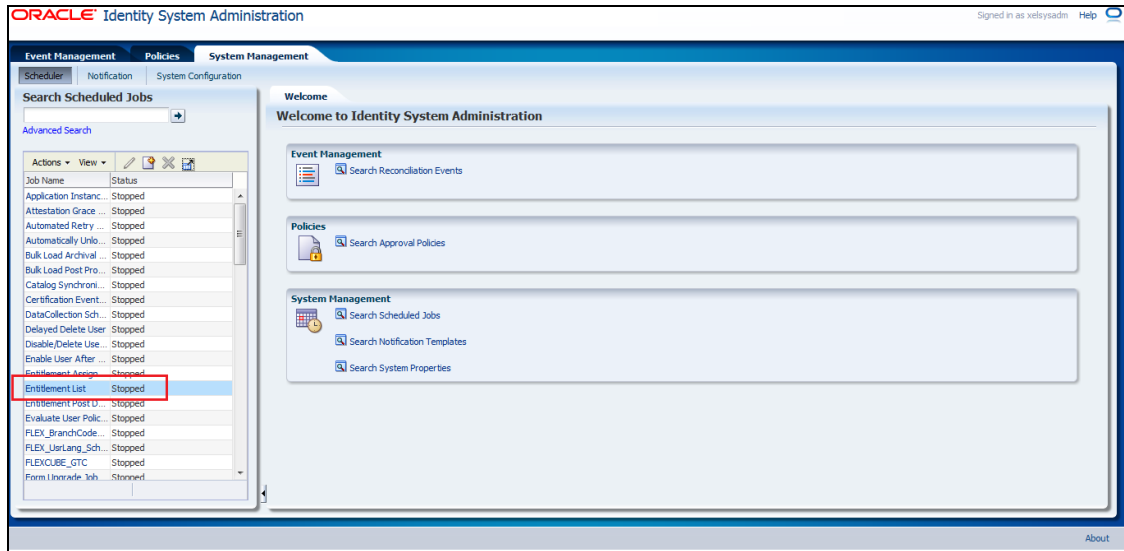 ORACLE Identity System Administration
Signed in as xelsysadm Help
Event Management Policies System Management
Scheduler Notification System Configuration
Search Scheduled Jobs
Advanced Search
Actions View
Job Name Status
Application Instanc... Stopped
Attestation Grace ... Stopped
Automated Retry ... Stopped
Automatically Unlo... Stopped
Bulk Load Archival ... Stopped
Bulk Load Post Pro... Stopped
Catalog Synchroni... Stopped
Certification Event... Stopped
DataCollection Sch... Stopped
Delayed Delete User Stopped
Disable/Delete Use... Stopped
Enable User After ... Stopped
Entitlement Assign... Stopped
Entitlement List Stopped
Entitlement Post D... Stopped
Evaluate User Polic... Stopped
FLEX_BranchCode... Stopped
FLEX_UsrLang_Sch... Stopped
FLEXCUBE_GTC Stopped
Form Upgrade Job Stopped
Welcome
Welcome to Identity System Administration
Event Management
Search Reconciliation Events
Policies
Search Approval Policies
System Management
Search Scheduled Jobs
Search Notification Templates
Search System Properties
About